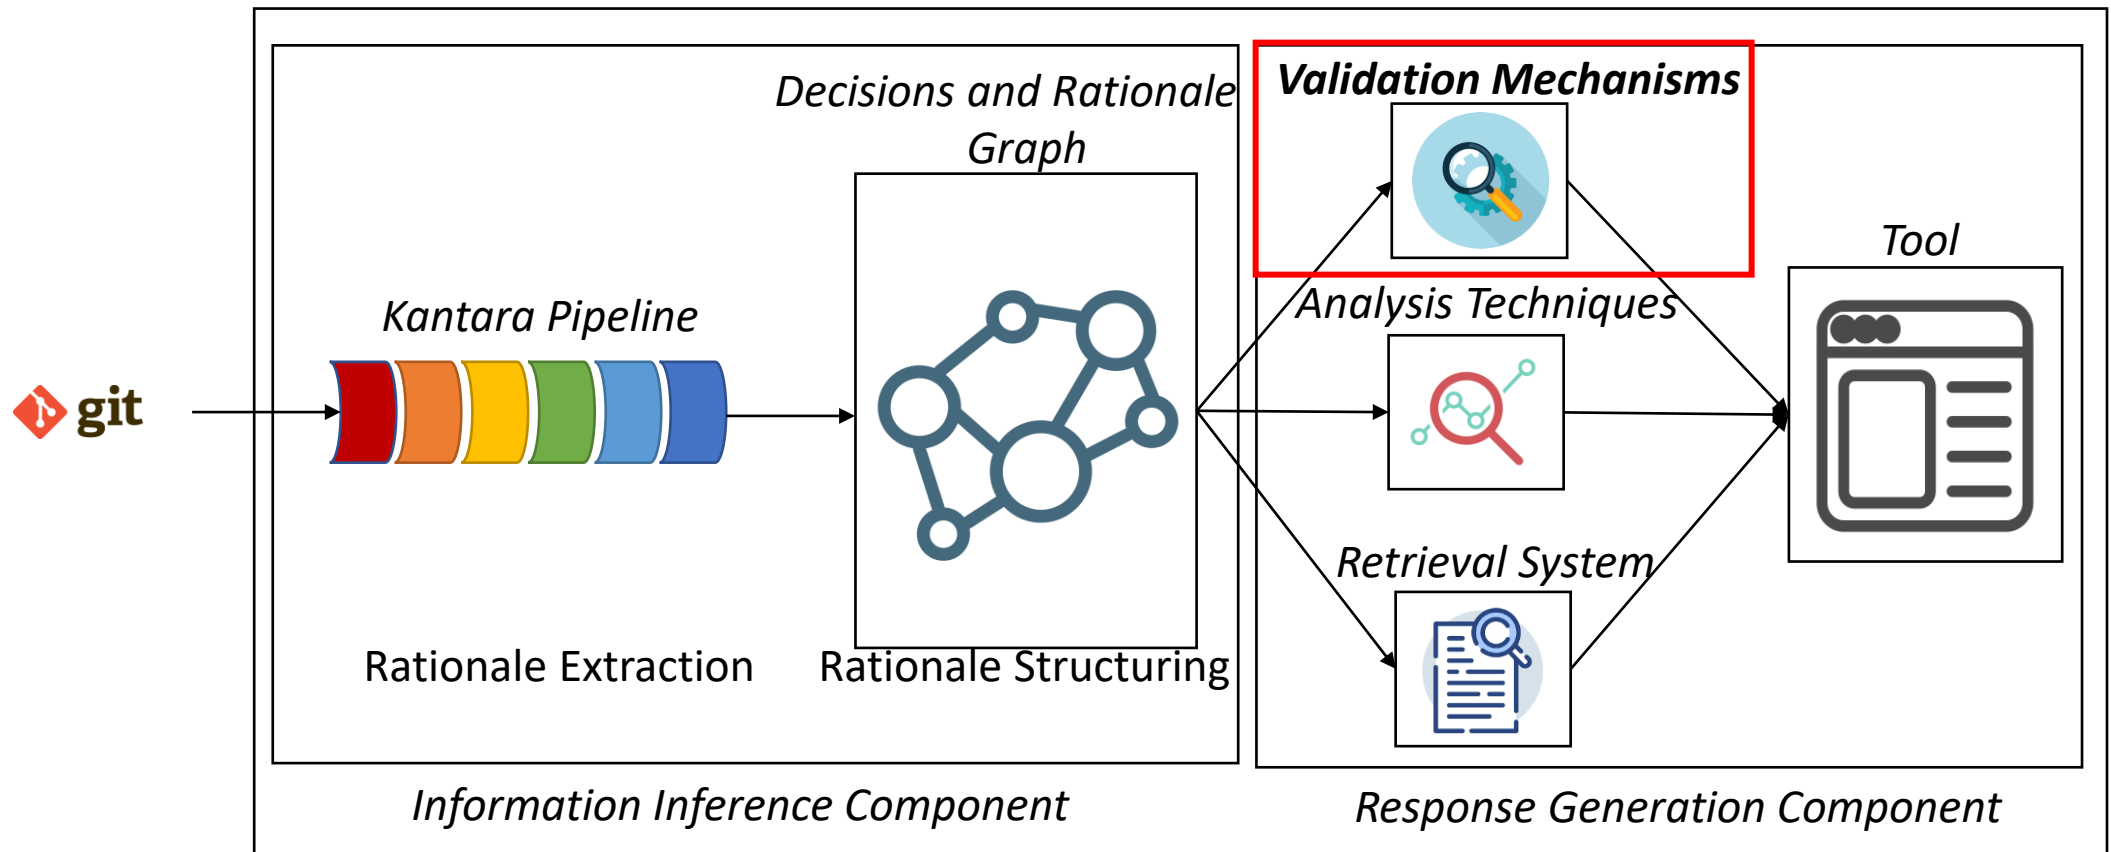 git
Kantara Pipeline
Rationale Extraction
Decisions and Rationale
Graph
Rationale Structuring
Information Inference Component
Validation Mechanisms
Analysis Techniques
Retrieval System
Tool
Response Generation Component